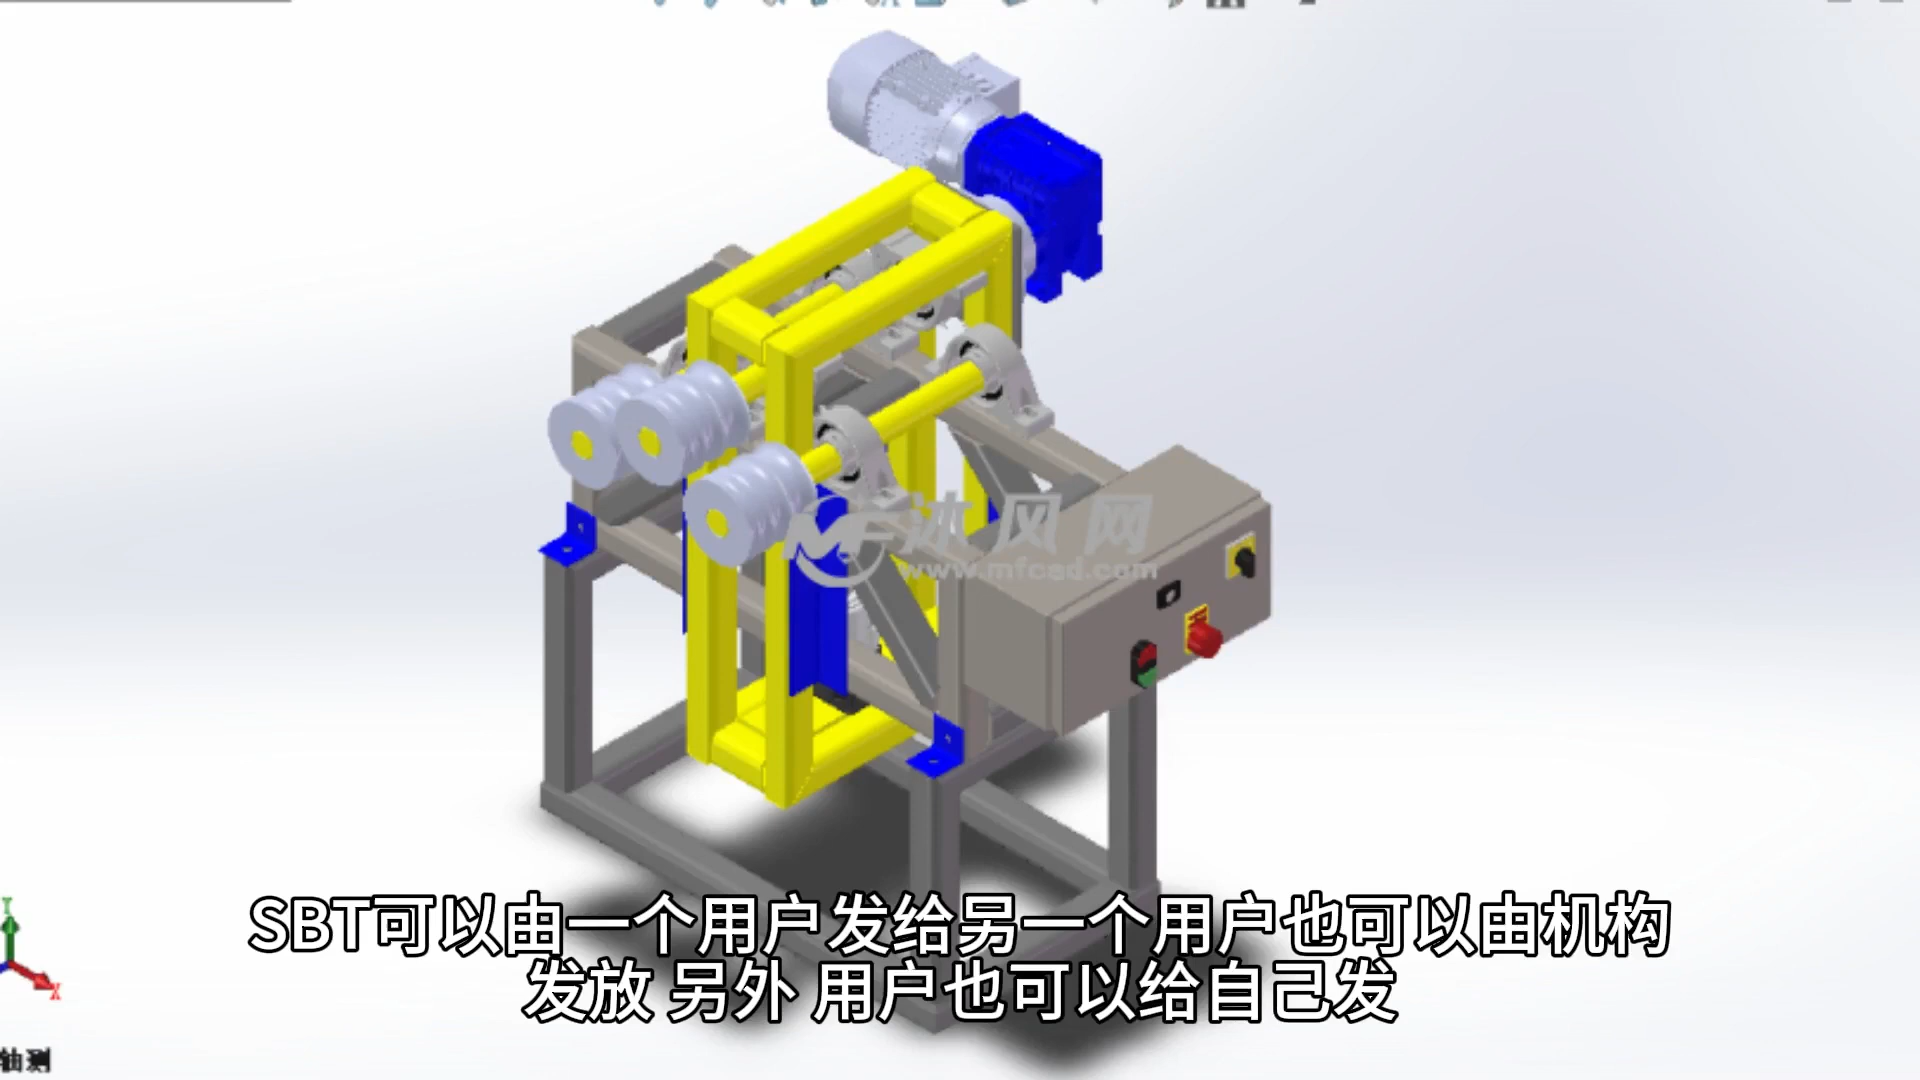 沐风网
www.mfcad.com
SBT可以由一个用户发给另一个用户也可以由机构
发放 另外 用户也可以给自己发
Y
X
轴测